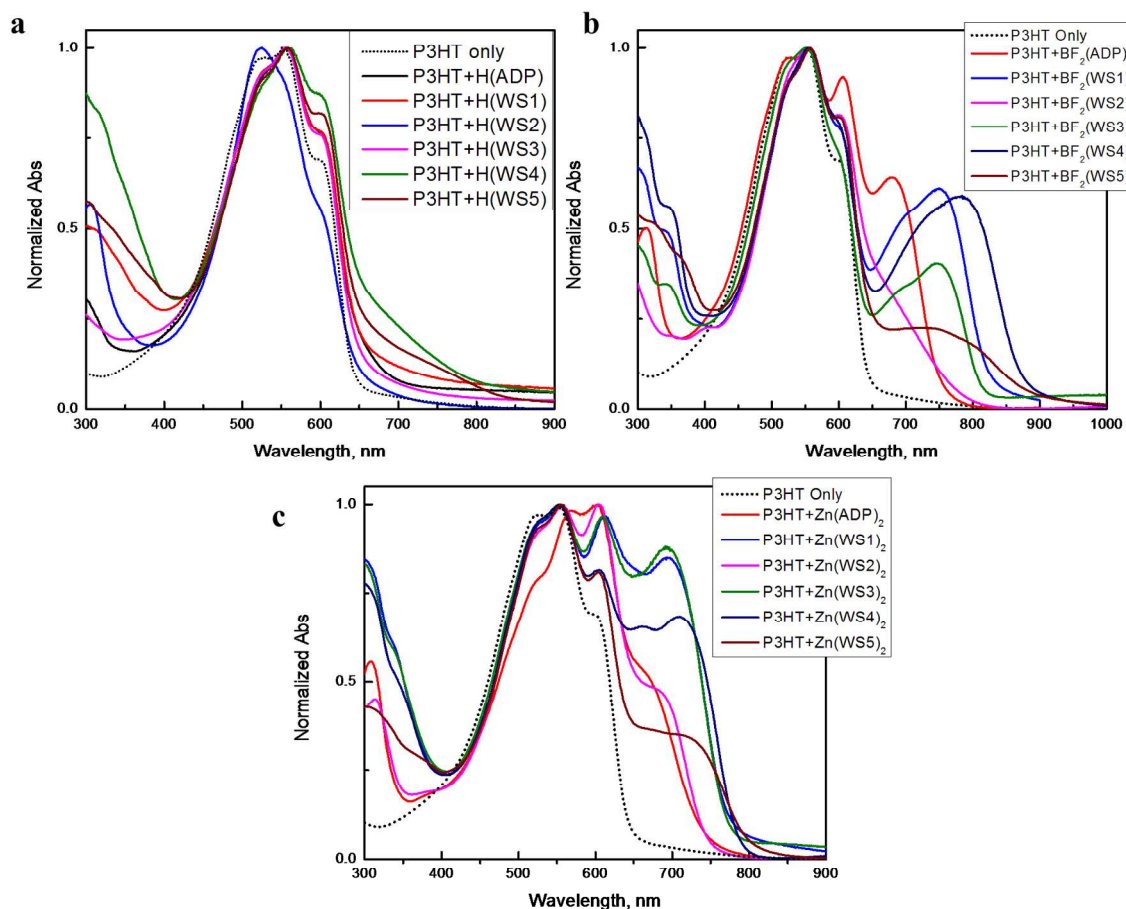 a
1.0
0.5
0.0
Normalized Abs
300 400 500 600 700 800 900
Wavelength, nm
P3HT only
P3HT+H(ADP)
P3HT+H(WS1)
P3HT+H(WS2)
P3HT+H(WS3)
P3HT+H(WS4)
P3HT+H(WS5)
b
1.0
0.5
0.0
Normalized Abs
300 400 500 600 700 800 900 1000
Wavelength, nm
P3HT Only
P3HT+BF2(ADP)
P3HT+BF2(WS1)
P3HT+BF2(WS2)
P3HT+BF2(WS3)
P3HT+BF2(WS4)
P3HT+BF2(WS5)
c
1.0
0.5
0.0
Normalized Abs
300 400 500 600 700 800 900
Wavelength, nm
P3HT Only
P3HT+Zn(ADP)2
P3HT+Zn(WS1)2
P3HT+Zn(WS2)2
P3HT+Zn(WS3)2
P3HT+Zn(WS4)2
P3HT+Zn(WS5)2